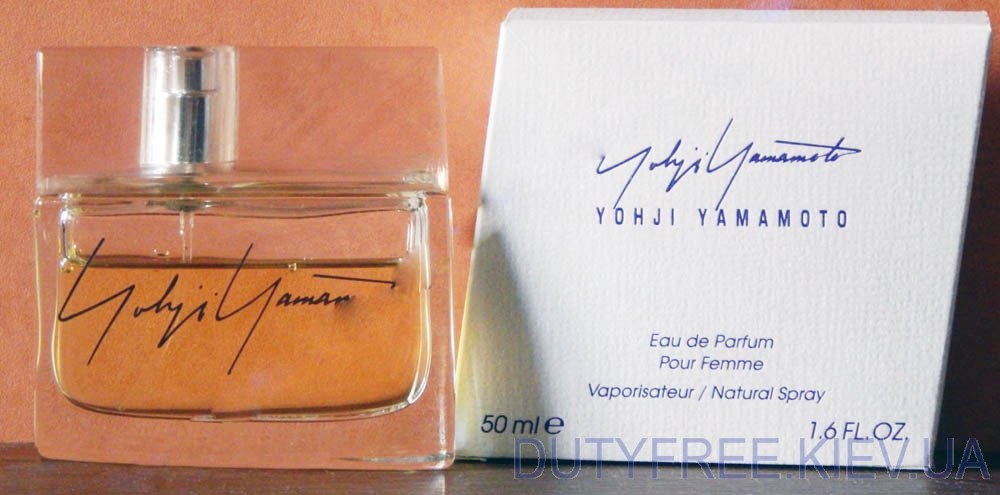 Yohji Yaman
Yohji Yamamoto
YOHJI YAMAMOTO
Eau de Parfum
Pour Femme
Vaporisateur / Natural Spray
50 ml e
1.6 FL.OZ.
DUTYFREE.KIEV.UA